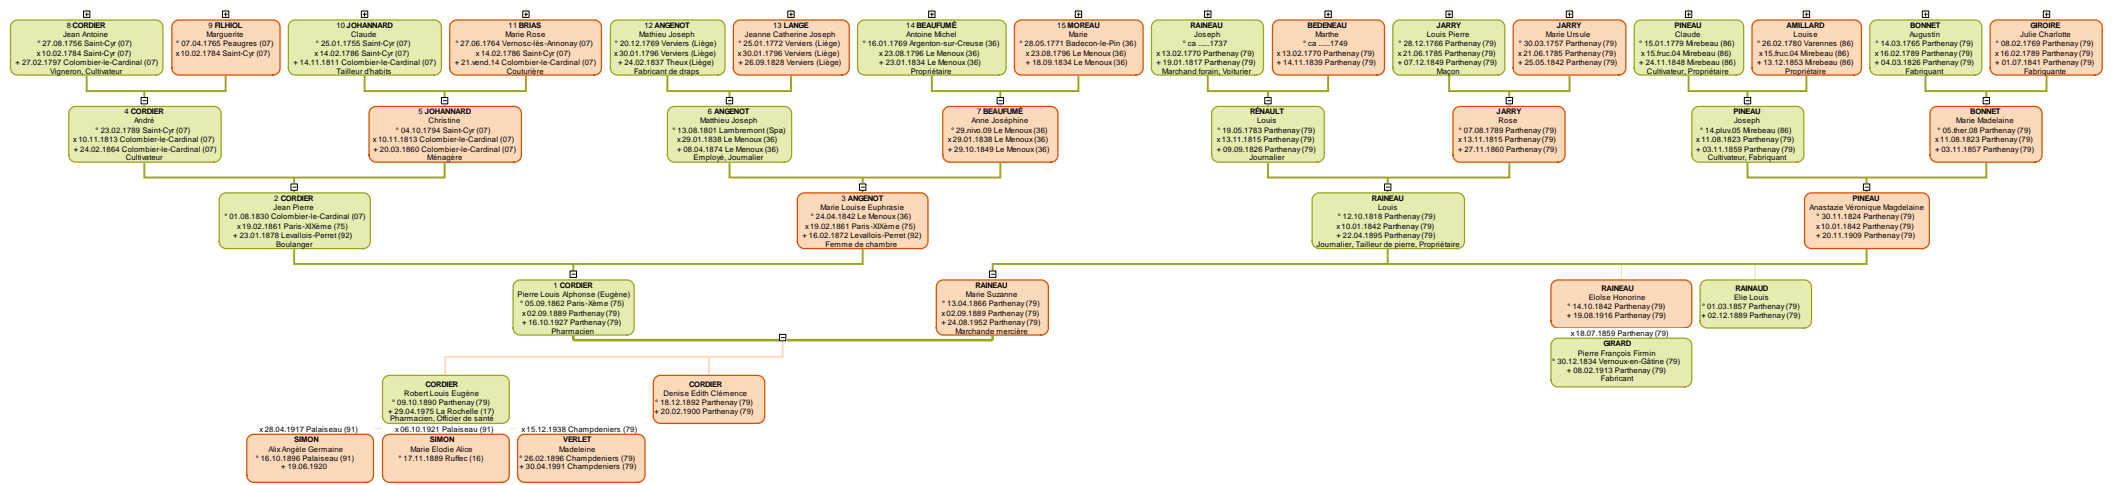 8 CORDIER
Jean Antoine
° 27.08.1756 Saint-Cyr (07)
x 10.02.1784 Saint-Cyr (07)
+ 27.02.1797 Colombier-le-Cardinal (07)
Vigneron, Cultivateur
9 FILHIOL
Marguerite
° 07.04.1765 Peaugres (07)
x 10.02.1784 Saint-Cyr (07)
10 JOHANNARD
Claude
° 25.01.1755 Saint-Cyr (07)
x 14.02.1786 Saint-Cyr (07)
+ 14.11.1811 Colombier-le-Cardinal (07)
Tailleur d'habits
11 BRIAS
Marie Rose
° 27.06.1764 Vernosc-lès-Annonay (07)
x 14.02.1786 Saint-Cyr (07)
+ 21.vend.14 Colombier-le-Cardinal (07)
Couturière
12 ANGENOT
Mathieu Joseph
° 20.12.1769 Verviers (Liège)
x 30.01.1796 Verviers (Liège)
+ 24.02.1837 Theux (Liège)
Fabricant de draps
13 LANGE
Jeanne Catherine Joseph
° 25.01.1772 Verviers (Liège)
x 30.01.1796 Verviers (Liège)
+ 26.09.1828 Verviers (Liège)
14 BEAUFUMÉ
Antoine Michel
° 16.01.1769 Argenton-sur-Creuse (36)
x 23.08.1796 Le Menoux (36)
+ 23.01.1834 Le Menoux (36)
Propriétaire
15 MOREAU
Marie
° 28.05.1771 Badecon-le-Pin (36)
x 23.08.1796 Le Menoux (36)
+ 18.09.1834 Le Menoux (36)
RAINEAU
Joseph
° ca ......1737
x 13.02.1770 Parthenay (79)
+ 19.01.1817 Parthenay (79)
Marchand forain, Voiturier
BEDENEAU
Marthe
° ca ......1749
x 13.02.1770 Parthenay (79)
+ 14.11.1839 Parthenay (79)
JARRY
Louis Pierre
° 28.12.1766 Parthenay (79)
x 21.06.1785 Parthenay (79)
+ 07.12.1849 Parthenay (79)
Maçon
JARRY
Marie Ursule
° 30.03.1757 Parthenay (79)
x 21.06.1785 Parthenay (79)
+ 25.05.1842 Parthenay (79)
PINEAU
Claude
° 15.01.1779 Mirebeau (86)
x 15.fruc.04 Mirebeau (86)
+ 24.11.1848 Mirebeau (86)
Cultivateur, Propriétaire
AMILLARD
Louise
° 26.02.1780 Varennes (86)
x 15.fruc.04 Mirebeau (86)
+ 13.12.1853 Mirebeau (86)
Propriétaire
BONNET
Augustin
° 14.03.1765 Parthenay (79)
x 16.02.1789 Parthenay (79)
+ 04.03.1826 Parthenay (79)
Fabriquant
GIROIRE
Julie Charlotte
° 08.02.1769 Parthenay (79)
x 16.02.1789 Parthenay (79)
+ 01.07.1841 Parthenay (79)
Fabriquante
4 CORDIER
André
° 23.02.1789 Saint-Cyr (07)
x 10.11.1813 Colombier-le-Cardinal (07)
+ 24.02.1864 Colombier-le-Cardinal (07)
Cultivateur
5 JOHANNARD
Christine
° 04.10.1794 Saint-Cyr (07)
x 10.11.1813 Colombier-le-Cardinal (07)
+ 20.03.1860 Colombier-le-Cardinal (07)
Ménagère
6 ANGENOT
Matthieu Joseph
° 13.08.1801 Lambremont (Spa)
x 29.01.1838 Le Menoux (36)
+ 08.04.1874 Le Menoux (36)
Employé, Journalier
7 BEAUFUMÉ
Anne Joséphine
° 29.nivo.09 Le Menoux (36)
x 29.01.1838 Le Menoux (36)
+ 29.10.1849 Le Menoux (36)
RÉNAULT
Louis
° 19.05.1783 Parthenay (79)
x 13.11.1815 Parthenay (79)
+ 09.09.1826 Parthenay (79)
Journalier
JARRY
Rose
° 07.08.1789 Parthenay (79)
x 13.11.1815 Parthenay (79)
+ 27.11.1860 Parthenay (79)
PINEAU
Joseph
° 14.pluv.05 Mirebeau (86)
x 11.08.1823 Parthenay (79)
+ 03.11.1859 Parthenay (79)
Cultivateur, Fabriquant
BONNET
Marie Madelaine
° 05.ther.08 Parthenay (79)
x 11.08.1823 Parthenay (79)
+ 03.11.1857 Parthenay (79)
2 CORDIER
Jean Pierre
° 01.08.1830 Colombier-le-Cardinal (07)
x 19.02.1861 Paris-XIXème (75)
+ 23.01.1878 Levallois-Perret (92)
Boulanger
3 ANGENOT
Marie Louise Euphrasie
° 24.04.1842 Le Menoux (36)
x 19.02.1861 Paris-XIXème (75)
+ 16.02.1872 Levallois-Perret (92)
Femme de chambre
RAINEAU
Louis
° 12.10.1818 Parthenay (79)
x 10.01.1842 Parthenay (79)
+ 22.04.1895 Parthenay (79)
Journalier, Tailleur de pierre, Propriétaire
PINEAU
Anastazie Véronique Magdelaine
° 30.11.1824 Parthenay (79)
x 10.01.1842 Parthenay (79)
+ 20.11.1909 Parthenay (79)
1 CORDIER
Pierre Louis Alphonse (Eugène)
° 05.09.1862 Paris-Xème (75)
x 02.09.1889 Parthenay (79)
+ 16.10.1927 Parthenay (79)
Pharmacien
RAINEAU
Marie Suzanne
° 13.04.1866 Parthenay (79)
x 02.09.1889 Parthenay (79)
+ 24.08.1952 Parthenay (79)
Marchande mercière
RAINEAU
Eloïse Honorine
° 14.10.1842 Parthenay (79)
+ 19.08.1916 Parthenay (79)
RAINAUD
Elie Louis
° 01.03.1857 Parthenay (79)
+ 02.12.1889 Parthenay (79)
x 18.07.1859 Parthenay (79)
GIRARD
Pierre François Firmin
° 30.12.1834 Vernoux-en-Gâtine (79)
+ 08.02.1913 Parthenay (79)
Fabricant
CORDIER
Robert Louis Eugène
° 09.10.1890 Parthenay (79)
+ 29.04.1975 La Rochelle (17)
Pharmacien, Officier de santé
CORDIER
Denise Edith Clémence
° 18.12.1892 Parthenay (79)
+ 20.02.1900 Parthenay (79)
x 28.04.1917 Palaiseau (91)
SIMON
Alix Angèle Germaine
° 16.10.1896 Palaiseau (91)
+ 19.06.1920
x 06.10.1921 Palaiseau (91)
SIMON
Marie Elodie Alice
° 17.11.1889 Ruffec (16)
x 15.12.1938 Champdeniers (79)
VERLET
Madeleine
° 26.02.1896 Champdeniers (79)
+ 30.04.1991 Champdeniers (79)